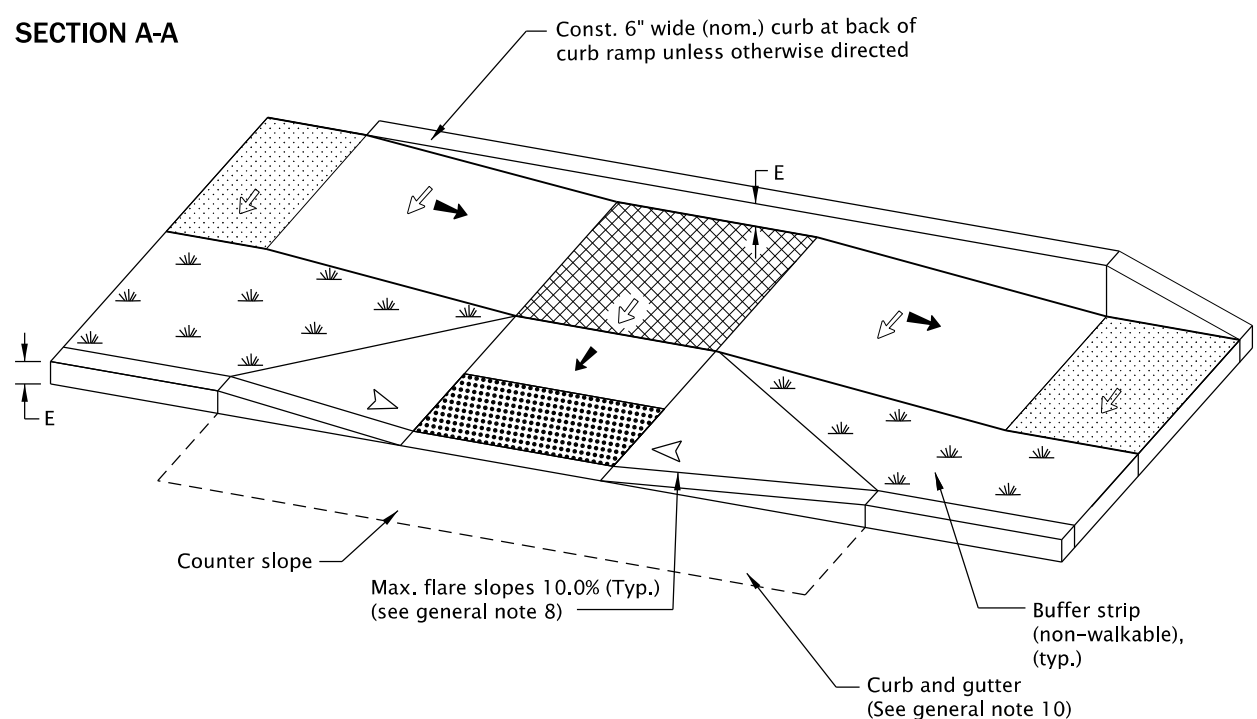 SECTION A-A
Const. 6" wide (nom.) curb at back of
curb ramp unless otherwise directed
E
E
Counter slope
Max. flare slopes 10.0% (Typ.)
(see general note 8)
Buffer strip
(non-walkable),
(typ.)
Curb and gutter
(See general note 10)